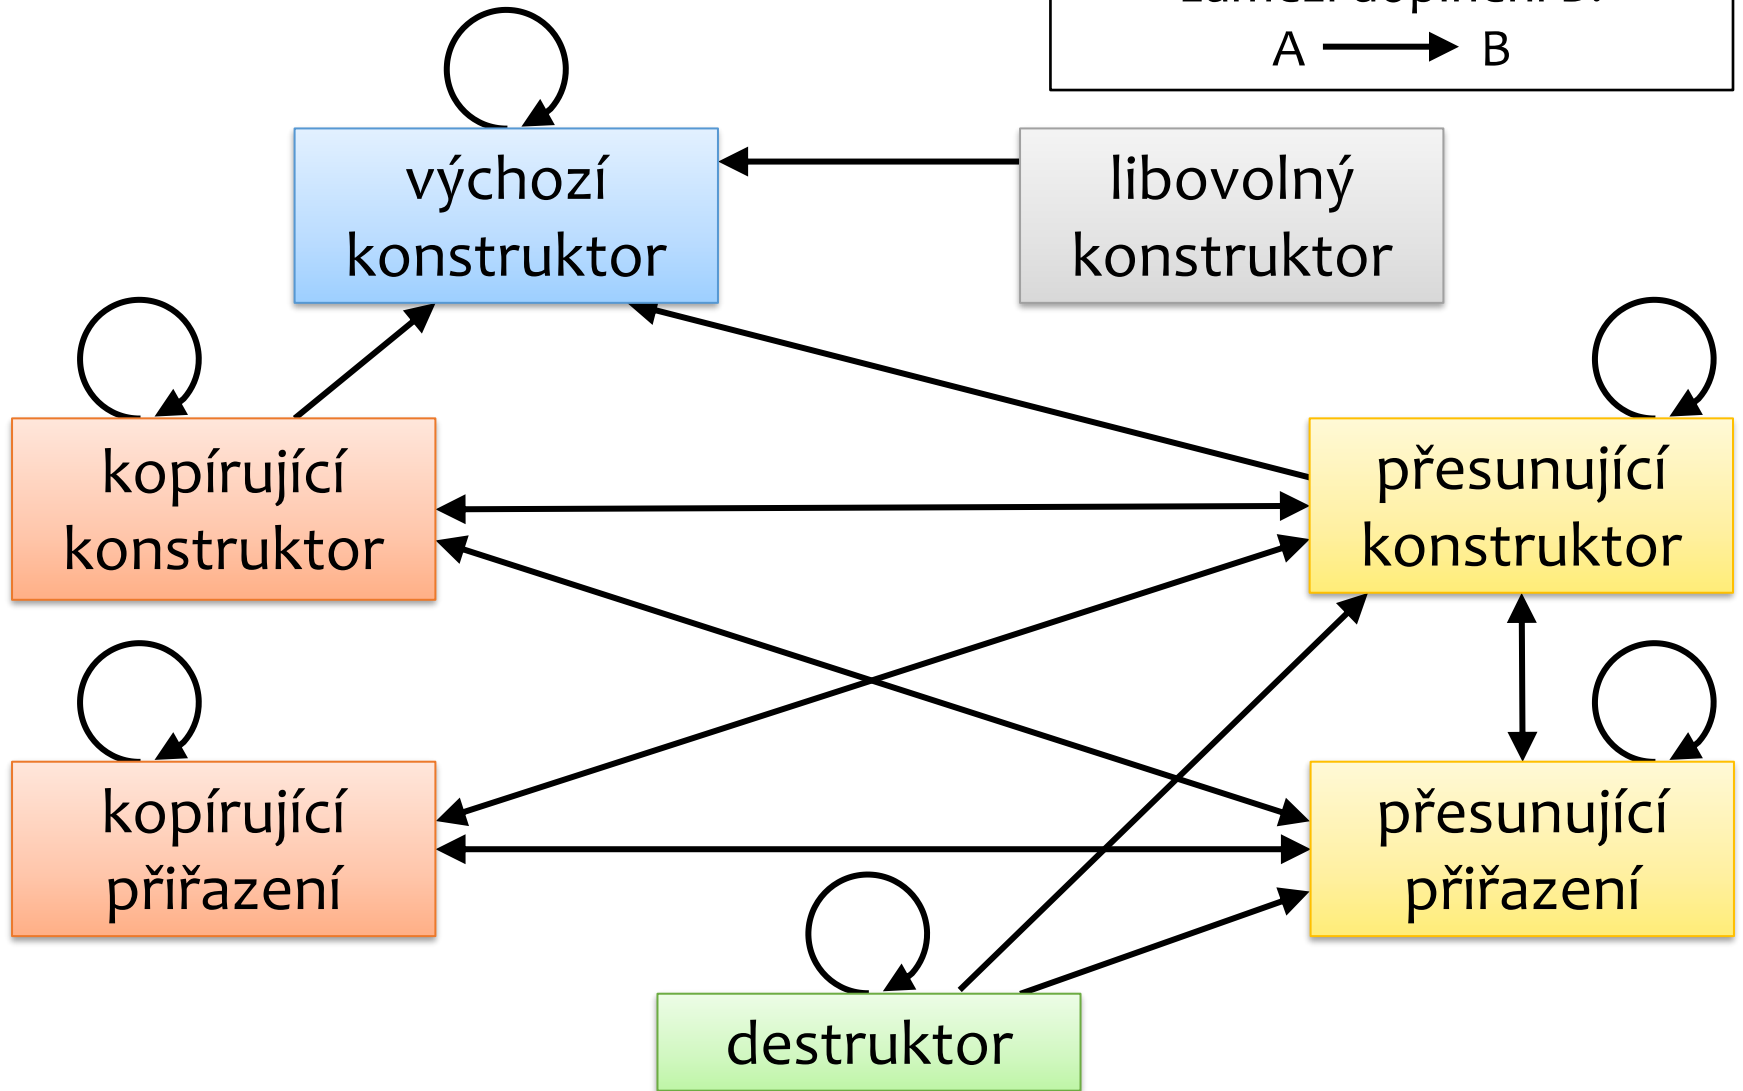 A B
výchozí
konstruktor
libovolný
konstruktor
kopírující
konstruktor
přesunující
konstruktor
kopírující
přiřazení
přesunující
přiřazení
destruktor